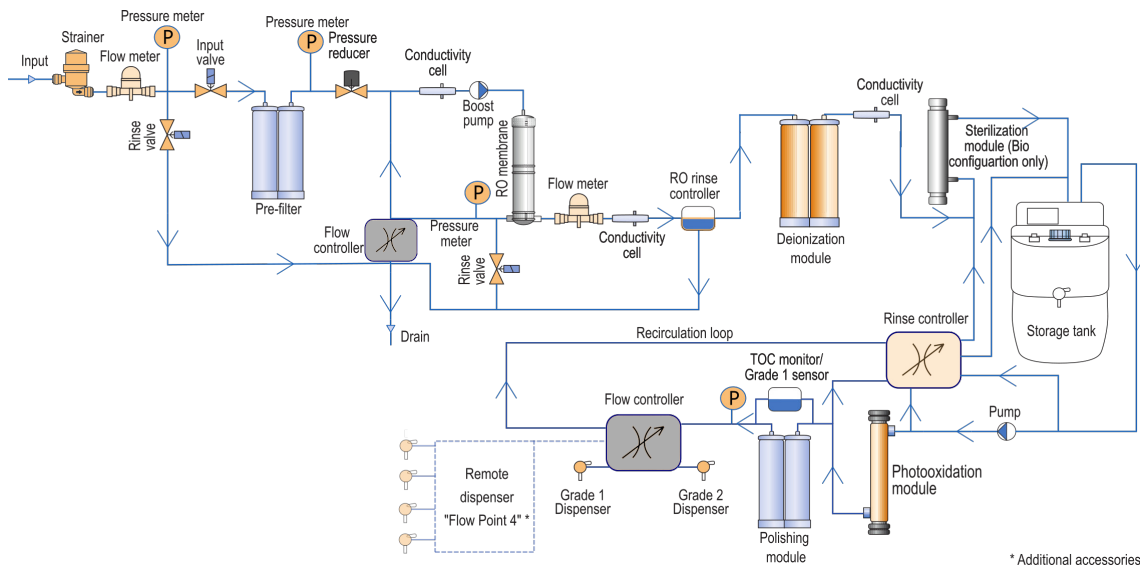 Pressure meter
Strainer
P
Input
Flow meter
Input
valve
Rinse
valve
Pre-filter
Pressure meter
P
Pressure
reducer
Conductivity
cell
Boost
pump
RO membrane
P
Pressure
meter
Flow
controller
Rinse
valve
Drain
Flow meter
Conductivity
cell
RO rinse
controller
Deionization
module
Conductivity
cell
Sterilization
module (Bio
configuartion only)
Storage tank
Rinse controller
Recirculation loop
TOC monitor/
Grade 1 sensor
P
Flow controller
Pump
Photooxidation
module
Remote
dispenser
"Flow Point 4" *
Grade 1
Dispenser
Grade 2
Dispenser
Polishing
module
* Additional accessories